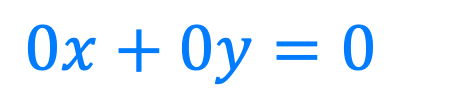 0x + 0y = 0